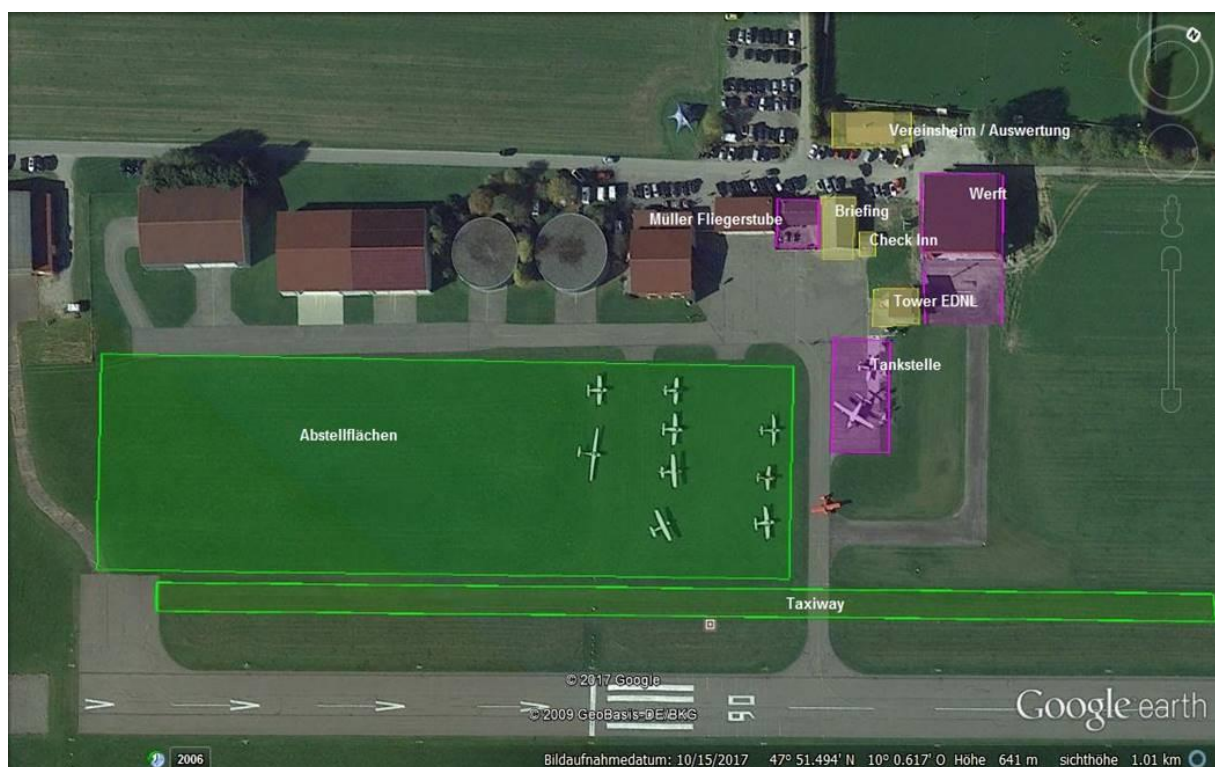 N
Vereinsheim / Auswertung
Werft
Müller Fliegerstube
Briefing
Check Inn
Tower EDNL
Tankstelle
Abstellflächen
Taxiway
© 2017 Google
© 2009 GeoBasis-DE/BKG
09
Google earth
2006
Bildaufnahmedatum: 10/15/2017 47° 51.494' N 10° 0.617' O Höhe 641 m sichthöhe 1.01 km